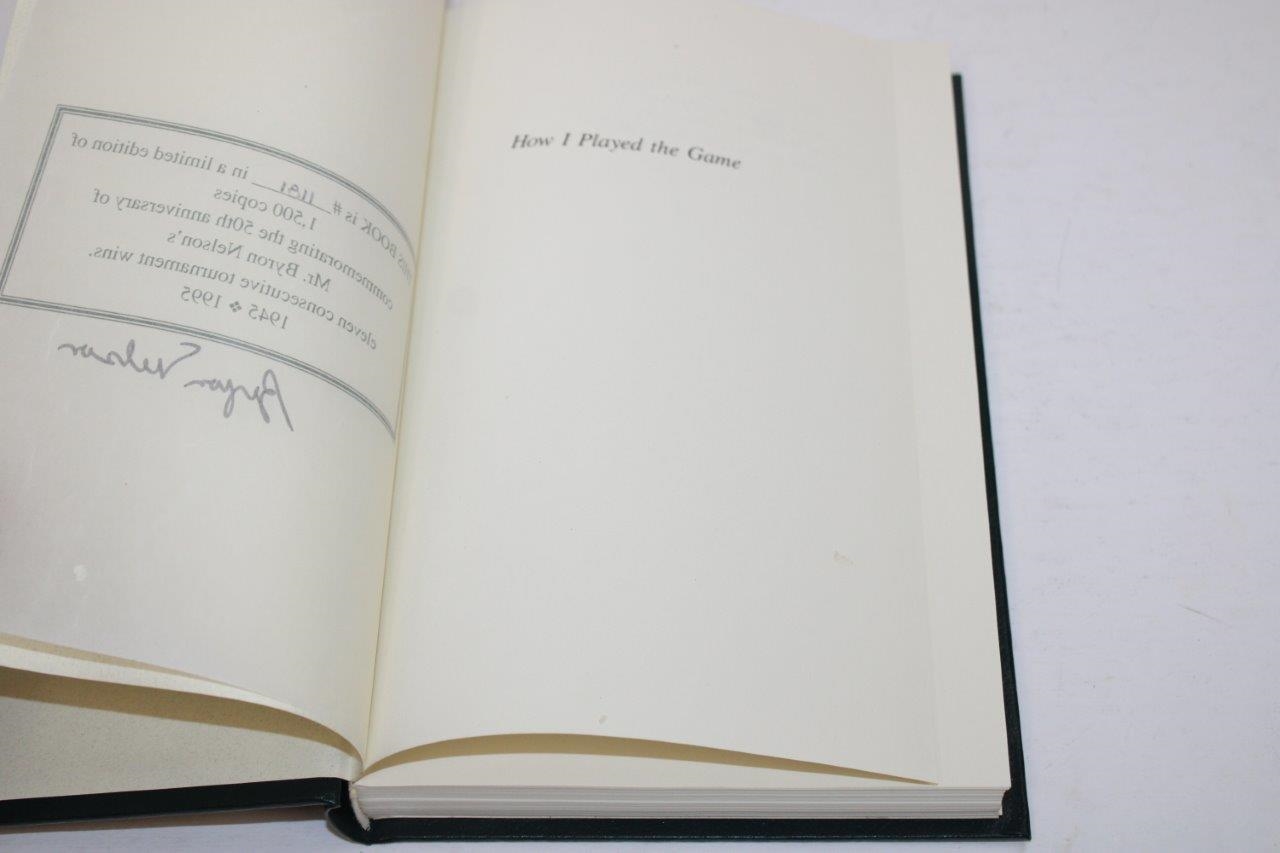 THIS BOOK is # 1181 in a limited edition of
1,500 copies
commemorating the 50th anniversary of
Mr. Byron Nelson's
eleven consecutive tournament wins.
1945 ❖ 1995
Byron Nelson
How I Played the Game